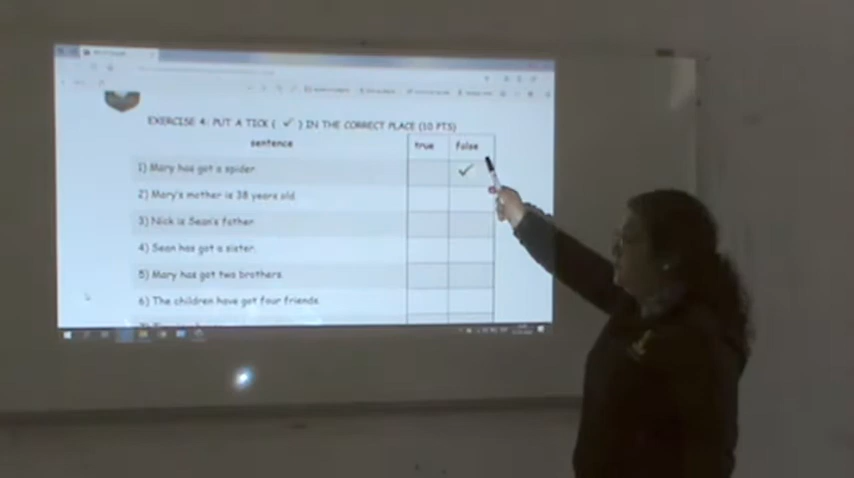 EXERCISE 4: PUT A TICK ( ✓ ) IN THE CORRECT PLACE (10 PTS)
sentence true false
1) Mary has got a spider. ✓
2) Mary's mother is 38 years old.
3) Nick is Sean's father.
4) Sean has got a sister.
5) Mary has got two brothers.
6) The children have got four friends.